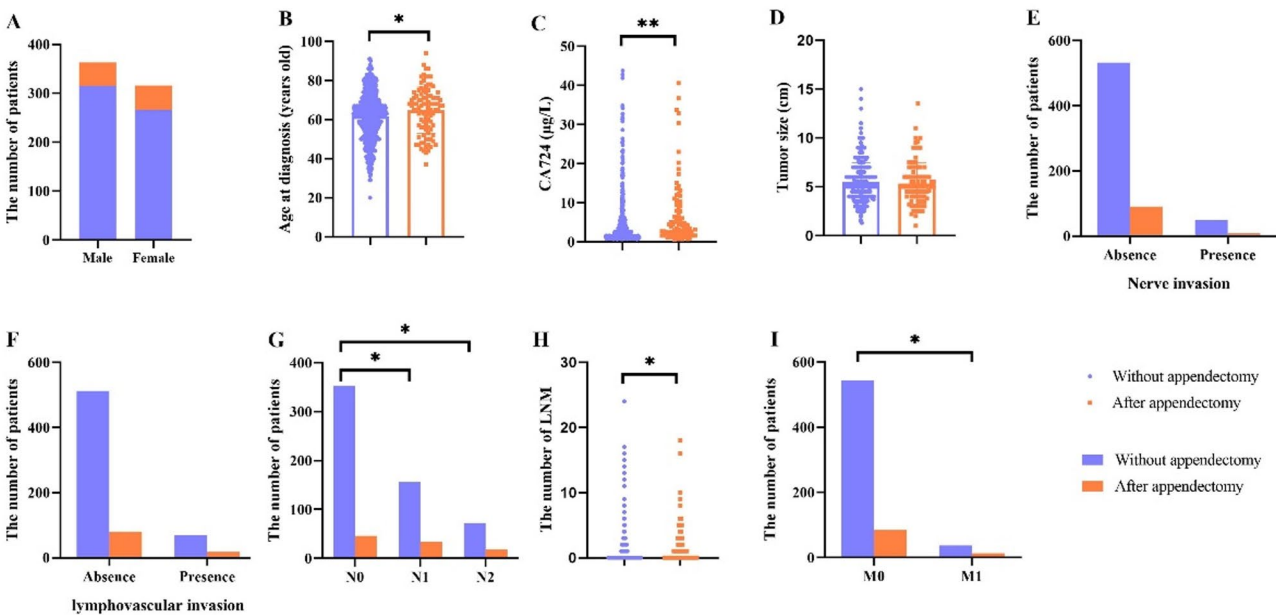 A
The number of patients
400
300
200
100
0
Male Female
B
*
Age at diagnosis (years old)
100
80
60
40
20
0
C
**
CA724 (μg/L)
50
40
30
20
10
0
D
Tumor size (cm)
20
15
10
5
0
E
The number of patients
600
400
200
0
Absence Presence
Nerve invasion
F
The number of patients
600
400
200
0
Absence Presence
lymphovascular invasion
G
*
*
The number of patients
400
300
200
100
0
N0 N1 N2
H
*
The number of LNM
30
20
10
0
I
*
The number of patients
600
400
200
0
M0 M1
Without appendectomy
After appendectomy
Without appendectomy
After appendectomy